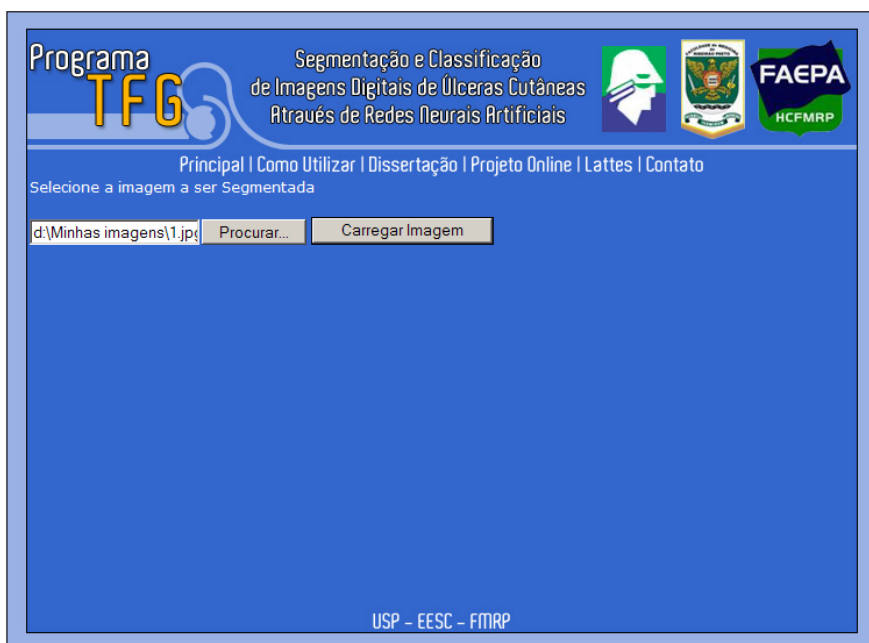 Programa
TFG
Segmentação e Classificação
de Imagens Digitais de Úlceras Cutâneas
Através de Redes Neurais Artificiais
FAEPA
HCFMRP
Principal | Como Utilizar | Dissertação | Projeto Online | Lattes | Contato
Selecione a imagem a ser Segmentada
d:\Minhas imagens\1.jpg
Procurar...
Carregar Imagem
USP – EESC – FMRP